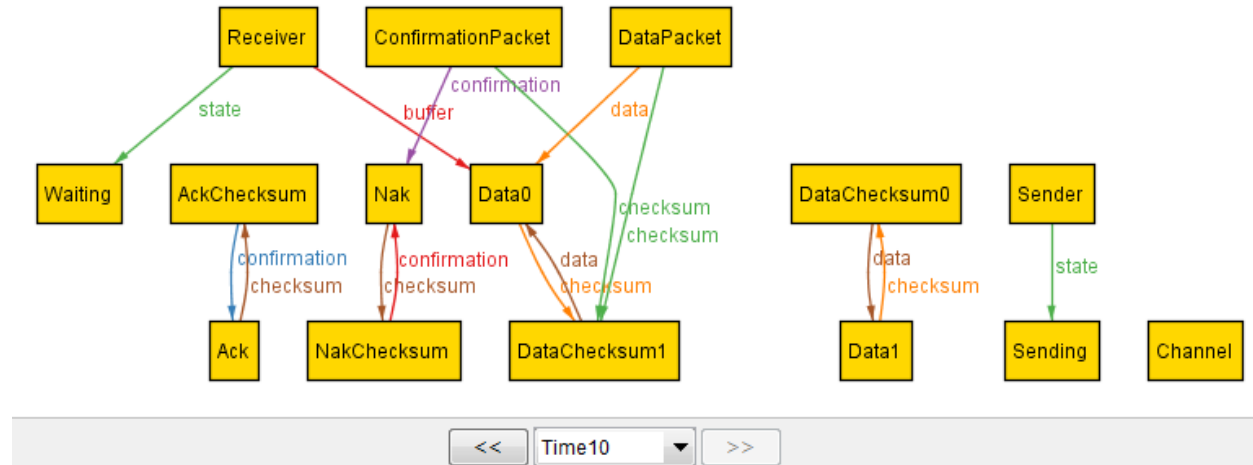 Receiver
ConfirmationPacket
DataPacket
confirmation
state
buffer
data
Waiting
AckChecksum
Nak
Data0
DataChecksum0
Sender
checksum
checksum
confirmation
confirmation
data
data
state
checksum
checksum
checksum
checksum
Ack
NakChecksum
DataChecksum1
Data1
Sending
Channel
<<
Time10
>>